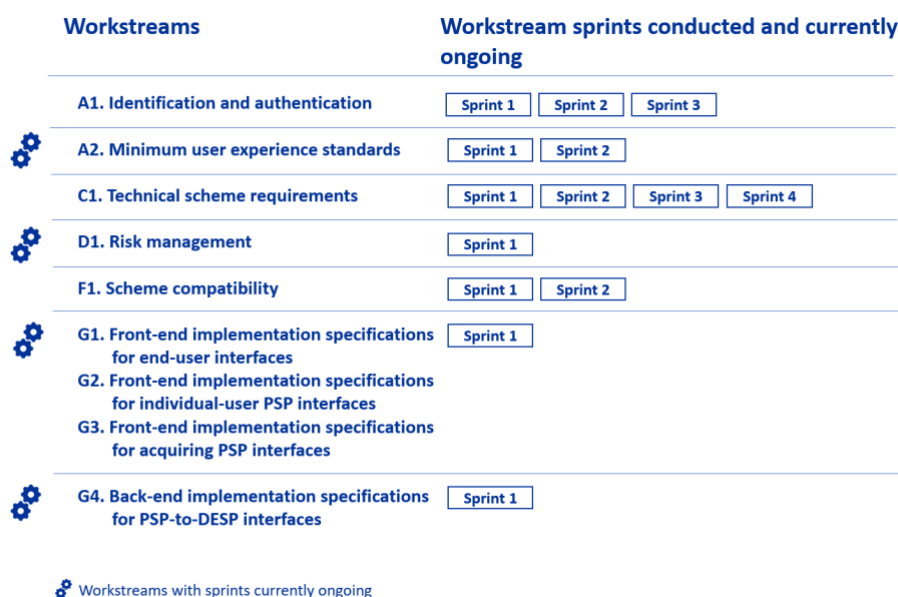 Workstreams
Workstream sprints conducted and currently
ongoing
A1. Identification and authentication
Sprint 1
Sprint 2
Sprint 3
A2. Minimum user experience standards
Sprint 1
Sprint 2
C1. Technical scheme requirements
Sprint 1
Sprint 2
Sprint 3
Sprint 4
D1. Risk management
Sprint 1
F1. Scheme compatibility
Sprint 1
Sprint 2
G1. Front-end implementation specifications
for end-user interfaces
Sprint 1
G2. Front-end implementation specifications
for individual-user PSP interfaces
G3. Front-end implementation specifications
for acquiring PSP interfaces
G4. Back-end implementation specifications
for PSP-to-DESP interfaces
Sprint 1
Workstreams with sprints currently ongoing